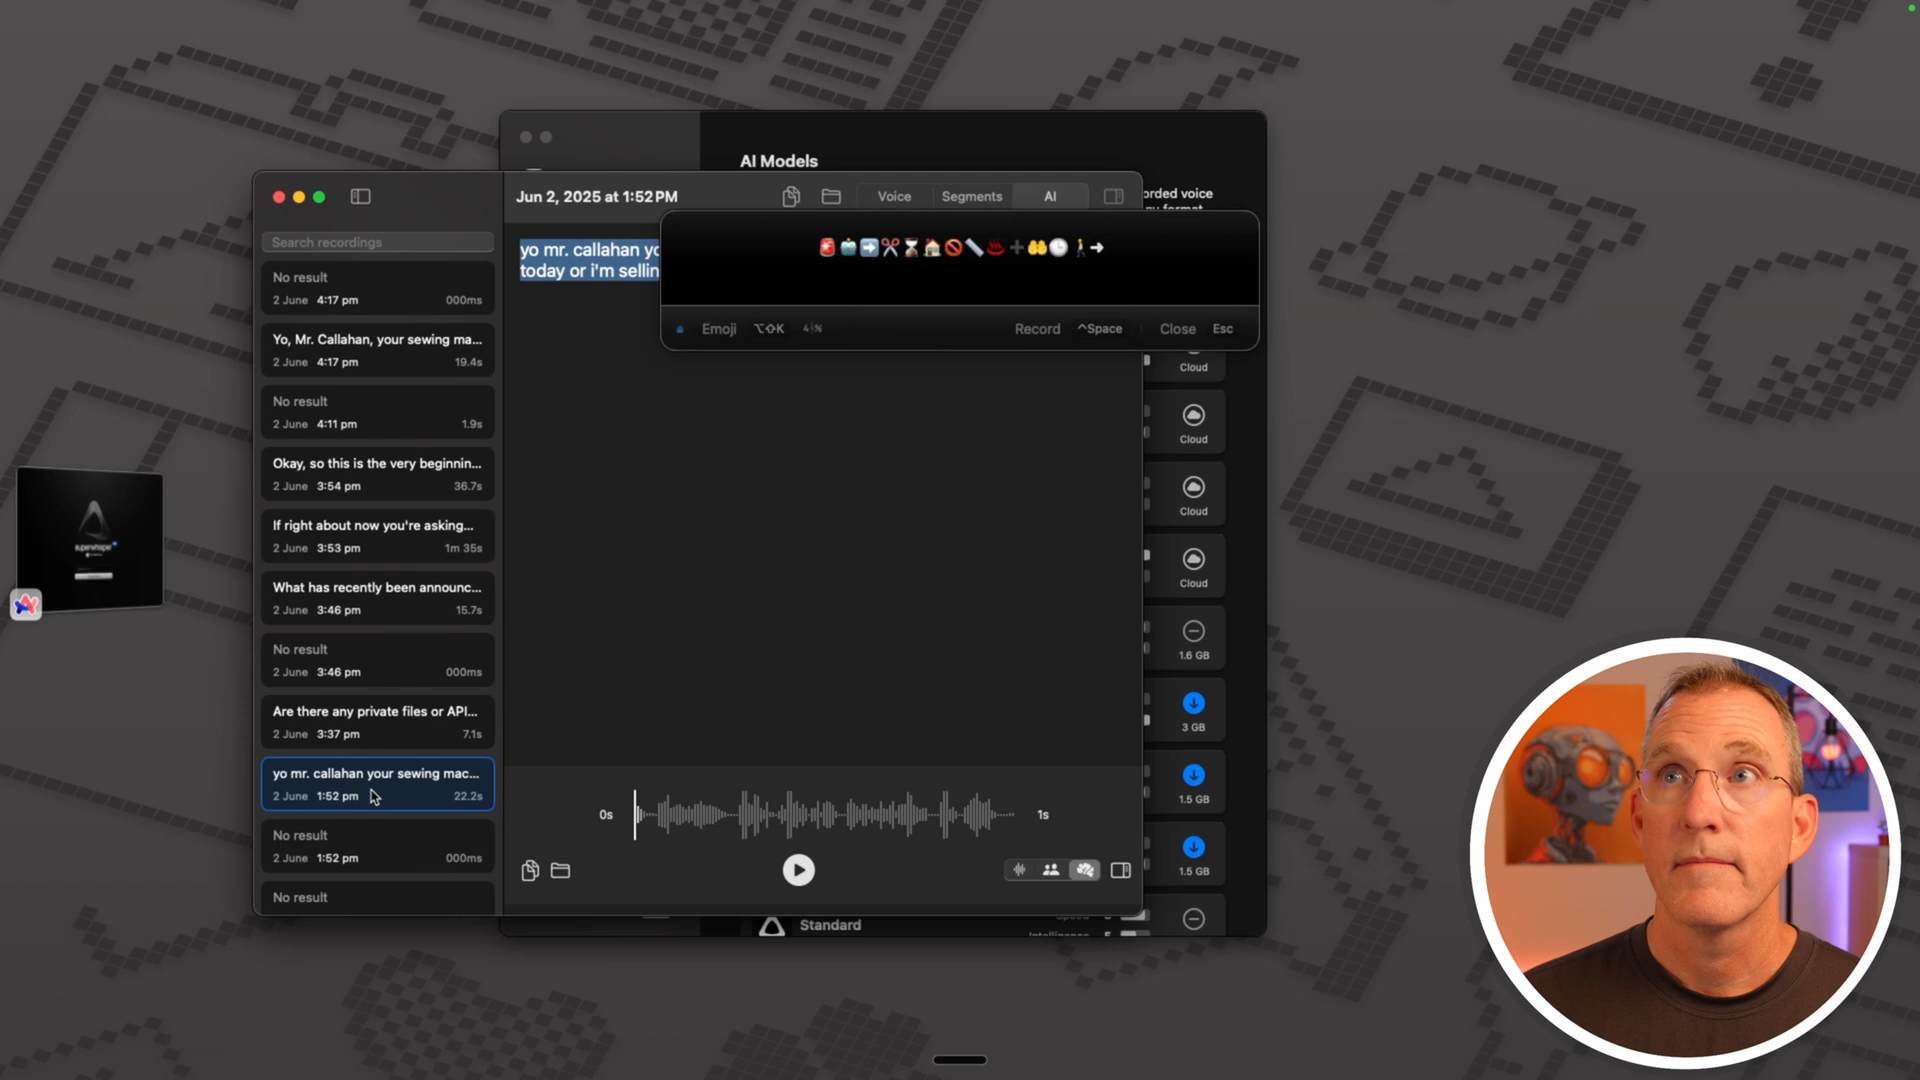 AI Models
Jun 2, 2025 at 1:52 PM
Voice
Segments
AI
orded voice
Search recordings
yo mr. callahan yo
today or i'm sellin
Emoji
⌥⇧K
Record
^Space
Close
Esc
No result
2 June 4:17 pm 000ms
Yo, Mr. Callahan, your sewing ma...
2 June 4:17 pm 19.4s
No result
2 June 4:11 pm 1.9s
Okay, so this is the very beginnin...
2 June 3:54 pm 36.7s
If right about now you're asking...
2 June 3:53 pm 1m 35s
What has recently been announc...
2 June 3:46 pm 15.7s
No result
2 June 3:46 pm 000ms
Are there any private files or API...
2 June 3:37 pm 7.1s
yo mr. callahan your sewing mac...
2 June 1:52 pm 22.2s
No result
2 June 1:52 pm 000ms
No result
Cloud
Cloud
Cloud
Cloud
1.6 GB
3 GB
1.5 GB
1.5 GB
0s
1s
Standard
superwhisper